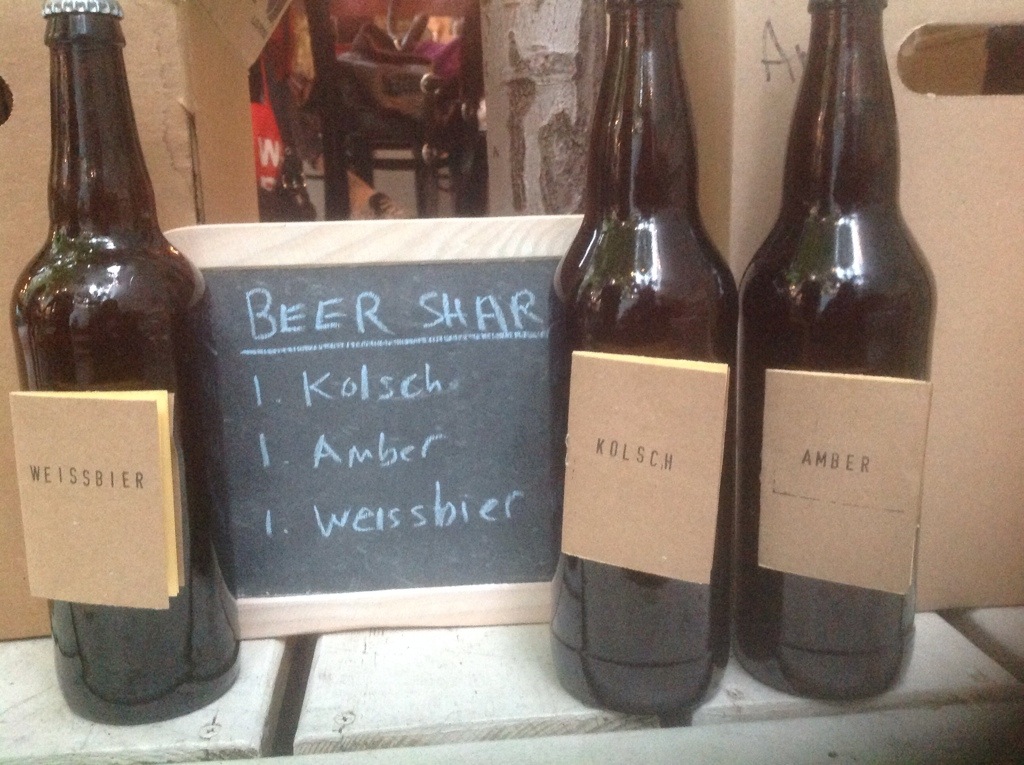 BEER SHAR
1. Kolsch
1. Amber
1. Weissbier
WEISSBIER
KOLSCH
AMBER
A
W